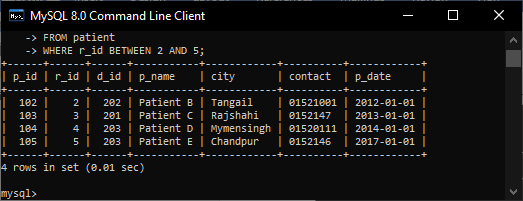 MySQL 8.0 Command Line Client
    -> FROM patient
    -> WHERE r_id BETWEEN 2 AND 5;
+------+------+------+-----------+------------+----------+------------+
| p_id | r_id | d_id | p_name    | city       | contact  | p_date     |
+------+------+------+-----------+------------+----------+------------+
|  102 |    2 |  202 | Patient B | Tangail    | 01521001 | 2012-01-01 |
|  103 |    3 |  201 | Patient C | Rajshahi   | 0152147  | 2013-01-01 |
|  104 |    4 |  203 | Patient D | Mymensingh | 01520111 | 2014-01-01 |
|  105 |    5 |  203 | Patient E | Chandpur   | 0152146  | 2017-01-01 |
+------+------+------+-----------+------------+----------+------------+
4 rows in set (0.01 sec)
mysql>